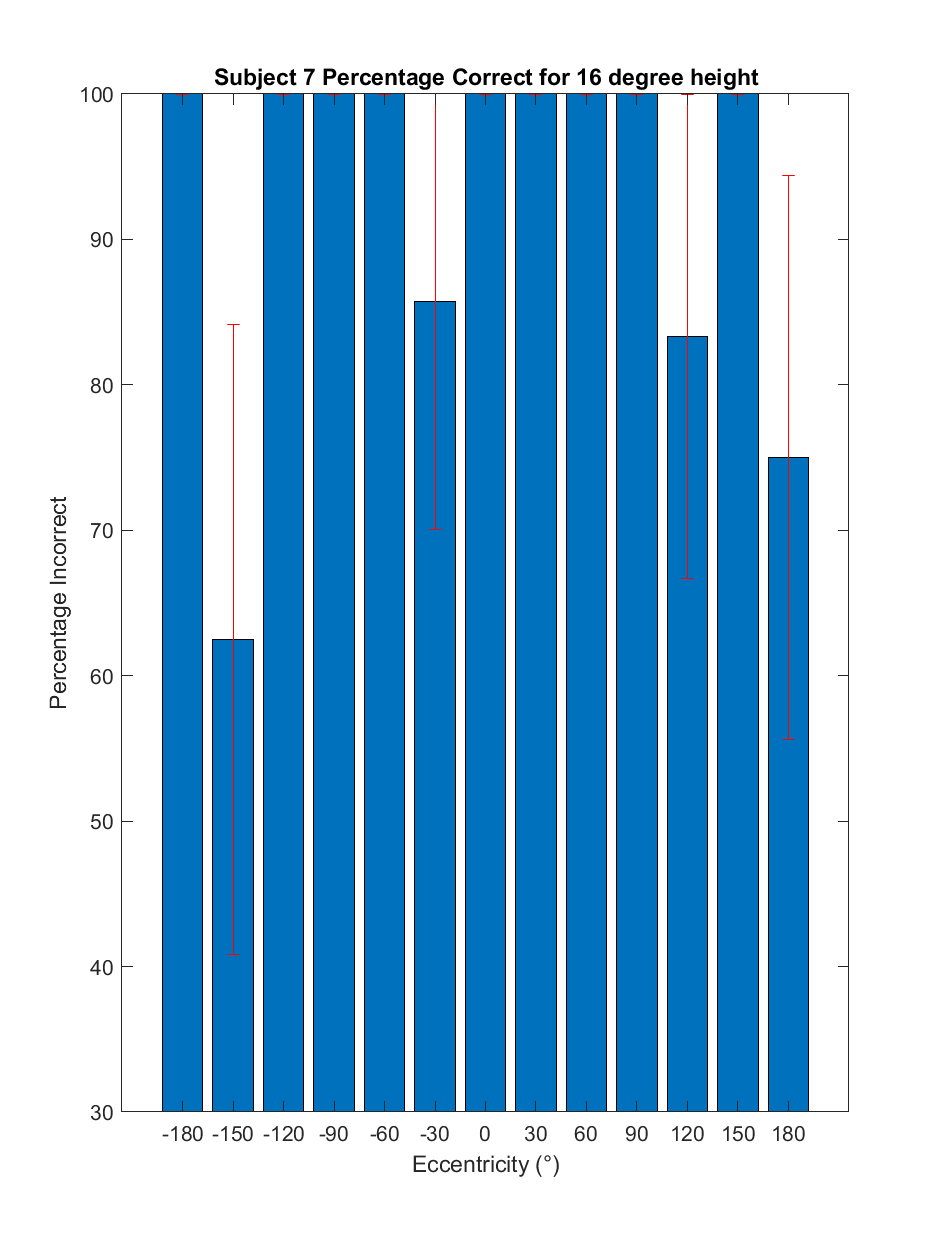 Subject 7 Percentage Correct for 16 degree height
100
90
80
70
60
50
40
30
Percentage Incorrect
-180 -150 -120 -90 -60 -30 0 30 60 90 120 150 180
Eccentricity (°)